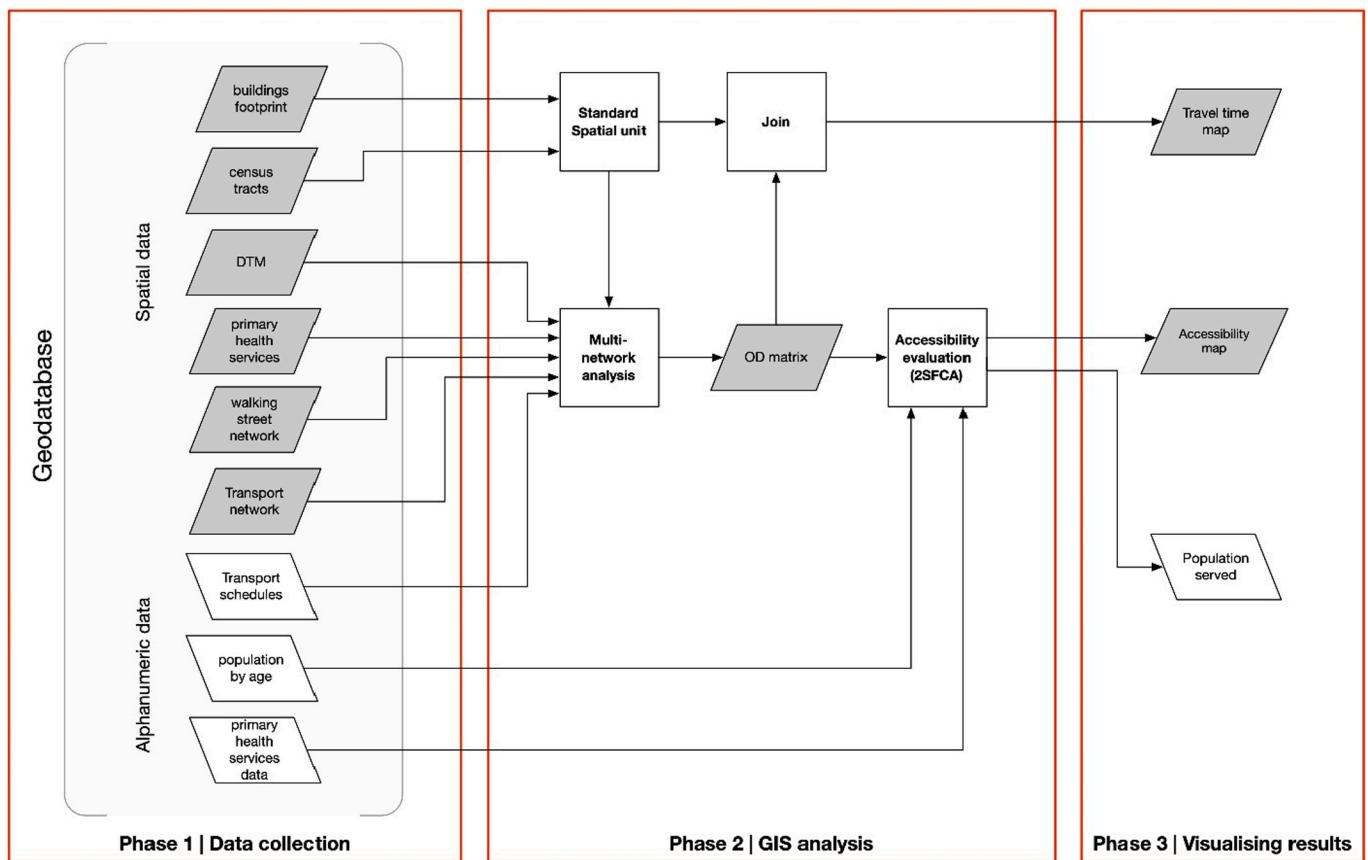 Geodatabase
Spatial data
Alphanumeric data
buildings
footprint
census
tracts
DTM
primary
health
services
walking
street
network
Transport
network
Transport
schedules
population
by age
primary
health
services
data
Phase 1 | Data collection
Standard
Spatial unit
Join
Multi-
network
analysis
OD matrix
Accessibility
evaluation
(2SFCA)
Phase 2 | GIS analysis
Travel time
map
Accessibility
map
Population
served
Phase 3 | Visualising results